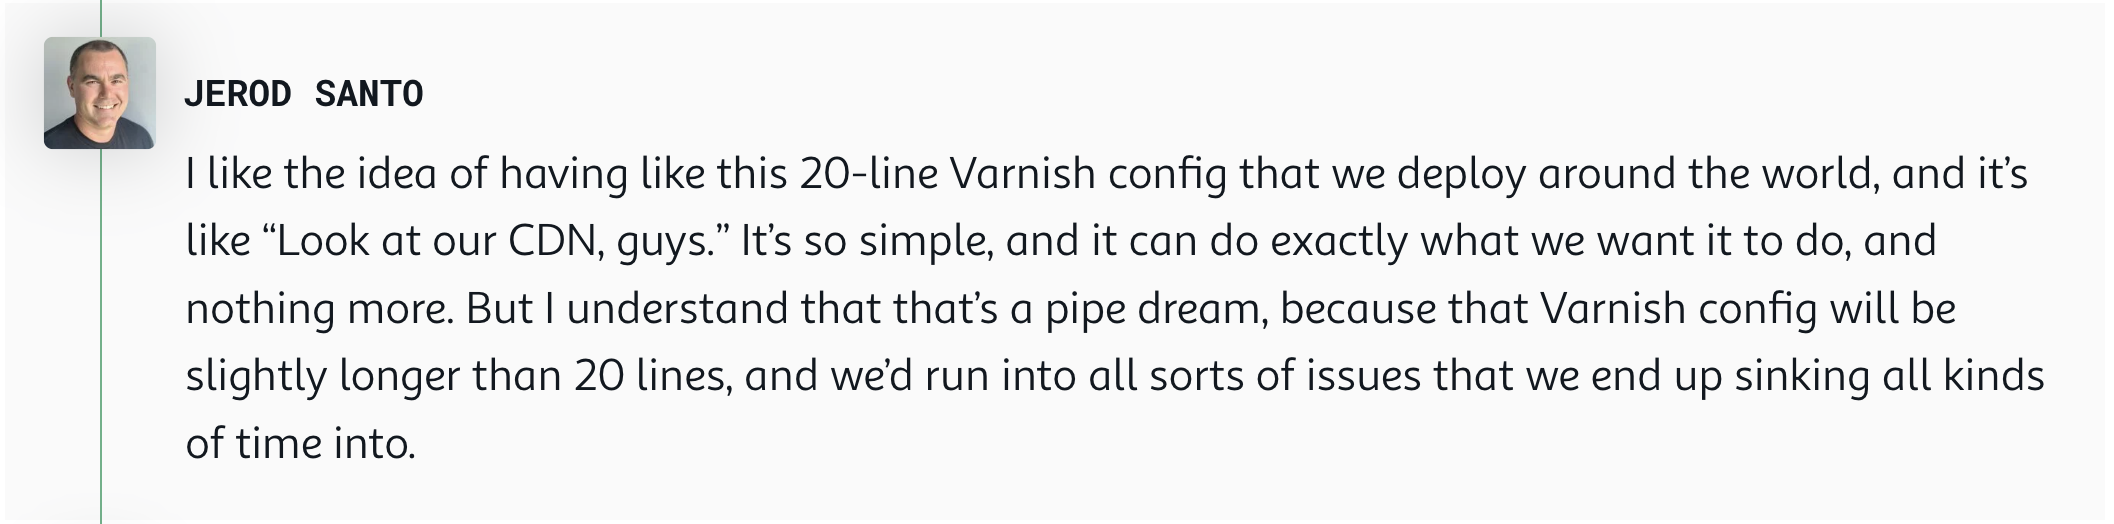 JEROD SANTO
I like the idea of having like this 20-line Varnish config that we deploy around the world, and it’s
like “Look at our CDN, guys.” It’s so simple, and it can do exactly what we want it to do, and
nothing more. But I understand that that’s a pipe dream, because that Varnish config will be
slightly longer than 20 lines, and we’d run into all sorts of issues that we end up sinking all kinds
of time into.